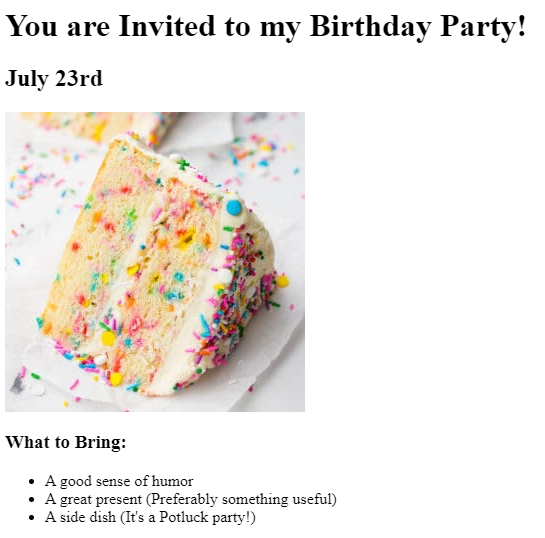 You are Invited to my Birthday Party!
July 23rd
What to Bring:
A good sense of humor
A great present (Preferably something useful)
A side dish (It's a Potluck party!)